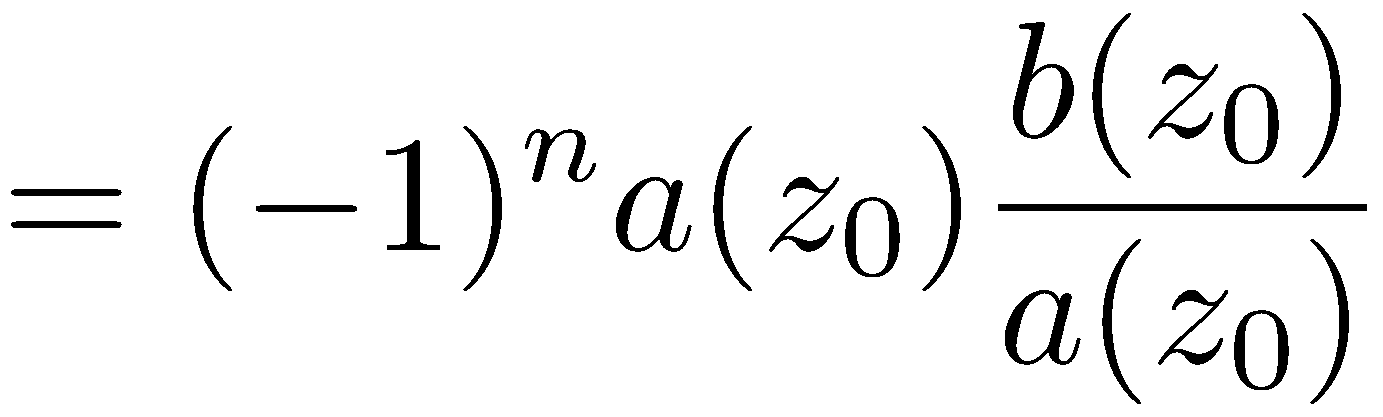 $= (-1)^n a(z_0) \frac{b(z_0)}{a(z_0)}$